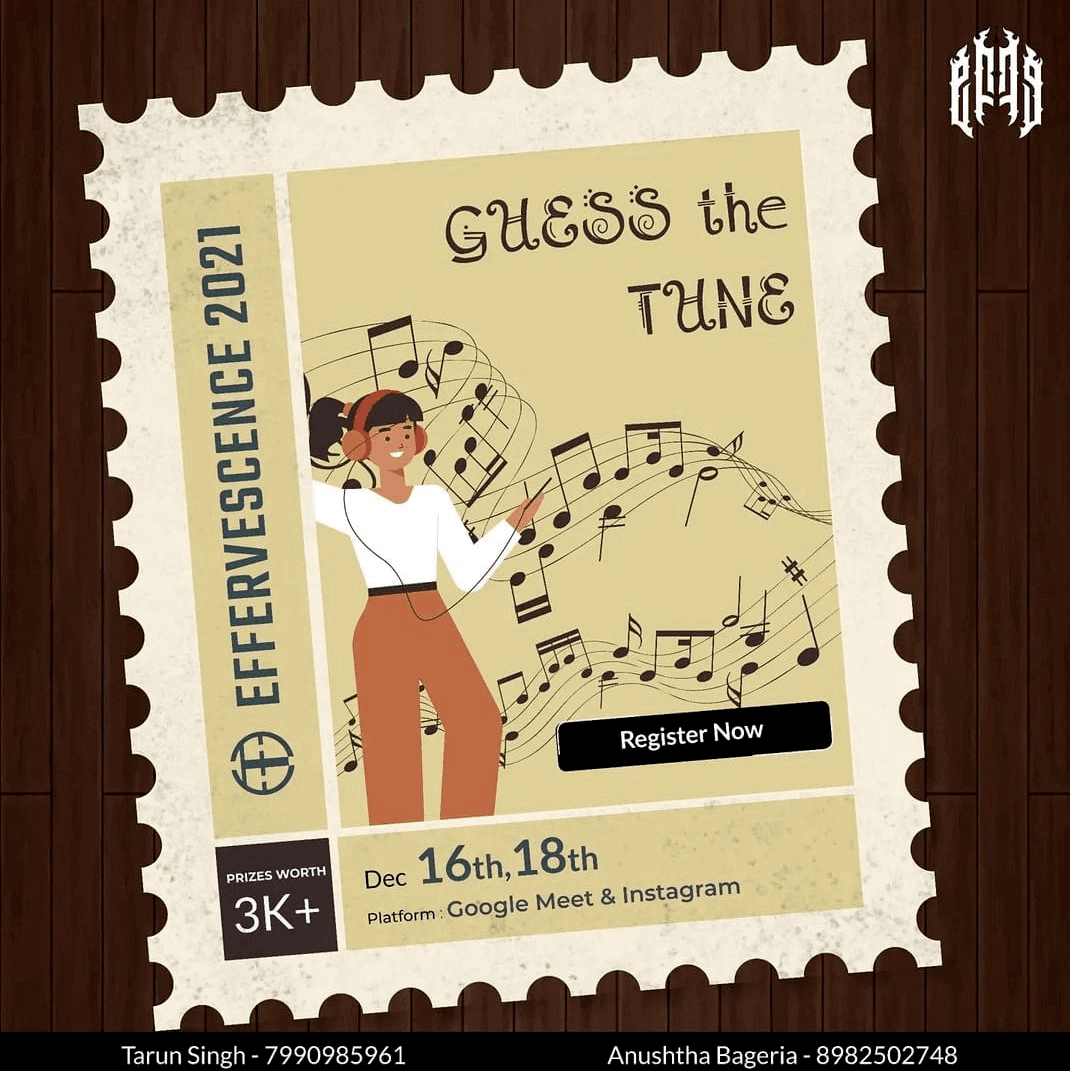 GUESS the
TUNE
EFFERVESCENCE 2021
Register Now
PRIZES WORTH
3K+
Dec 16th,18th
Platform : Google Meet & Instagram
Tarun Singh - 7990985961
Anushtha Bageria - 8982502748